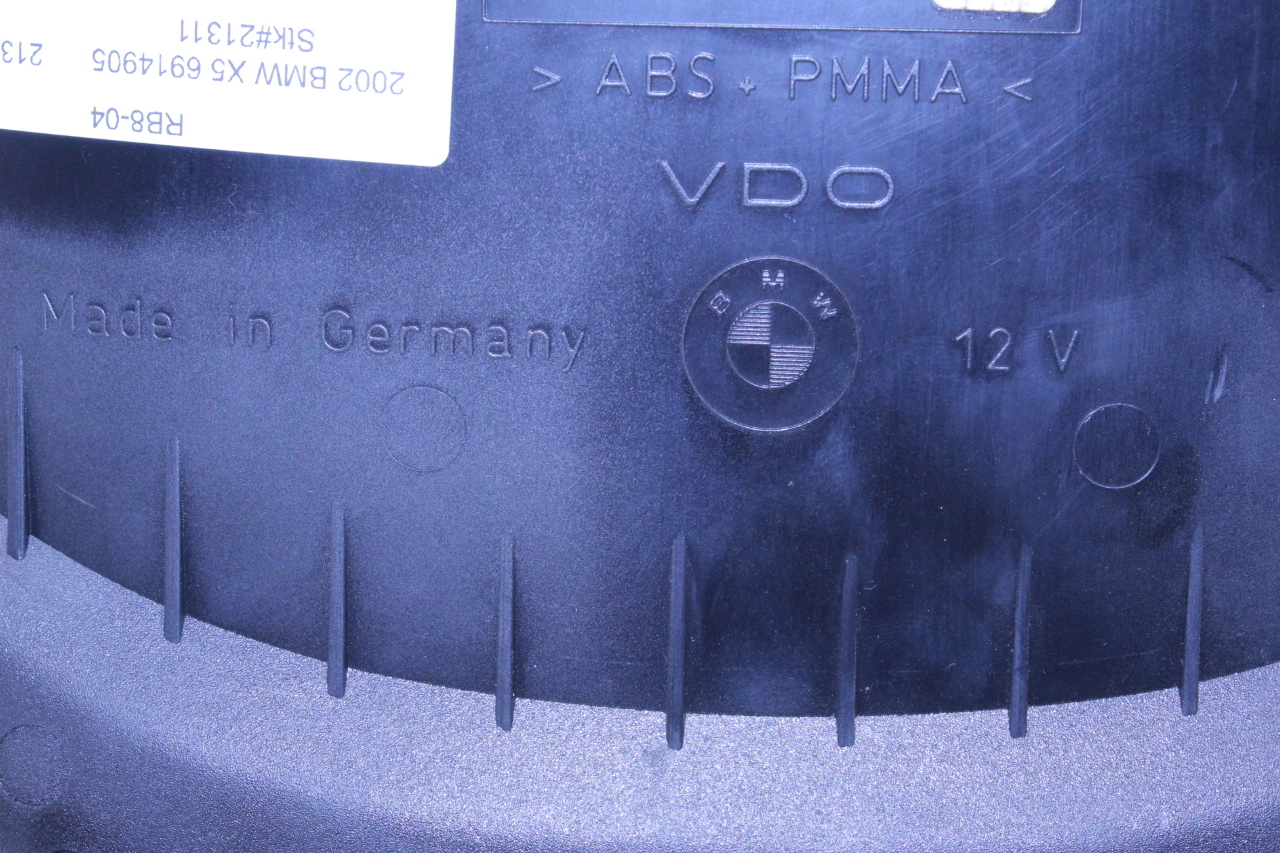 RB8-04
2002 BMW X5 6914905 213
Stk#21311
> ABS + PMMA <
VDO
BMW
Made in Germany
12 V